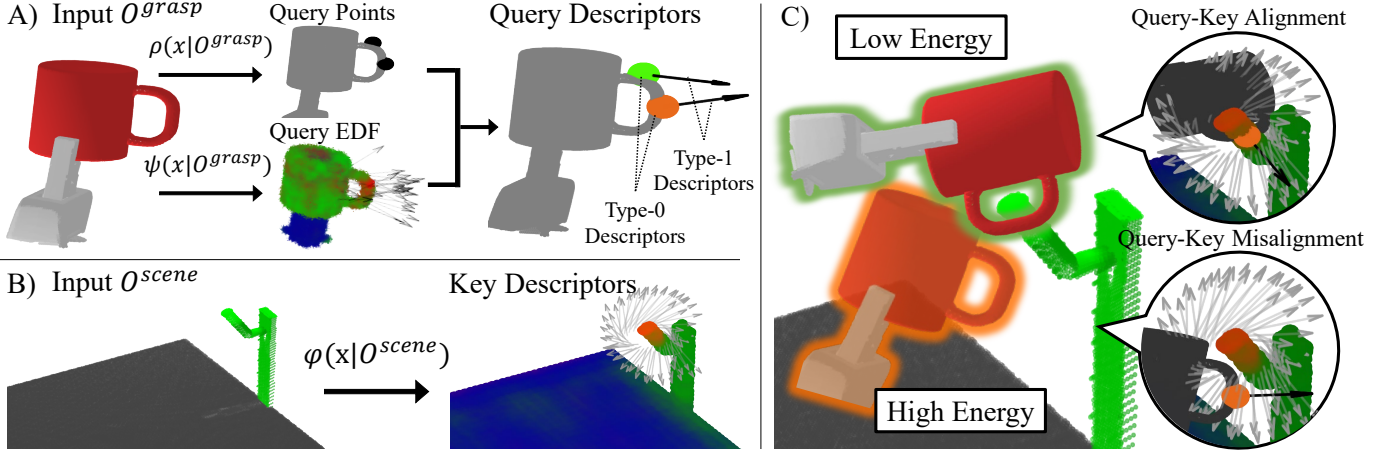 A) Input O^{grasp}
ρ(x|O^{grasp})
Query Points
ψ(x|O^{grasp})
Query EDF
Query Descriptors
Type-1
Descriptors
Type-0
Descriptors
B) Input O^{scene}
φ(x|O^{scene})
Key Descriptors
C)
Low Energy
High Energy
Query-Key Alignment
Query-Key Misalignment